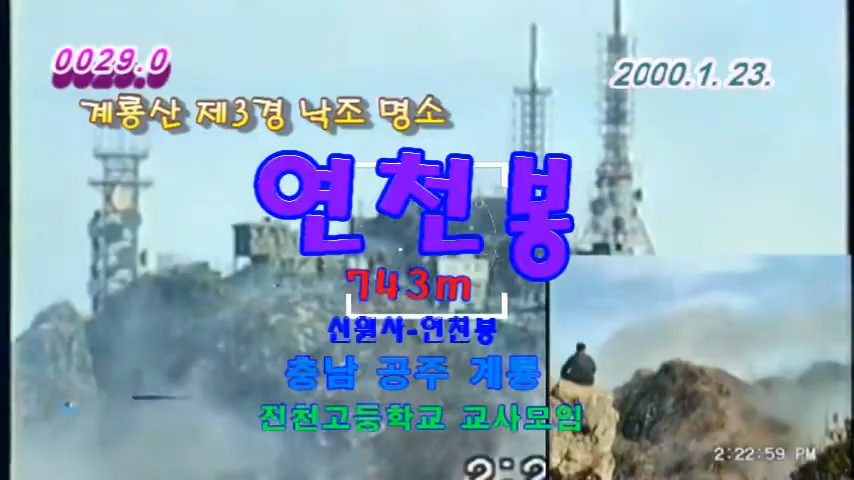 0029.0
2000.1.23.
계룡산 제3경 낙조 명소
연천봉
743m
신원사-연천봉
충남 공주 계룡
진천고등학교 교사모임
2:2
2:22:59 PM